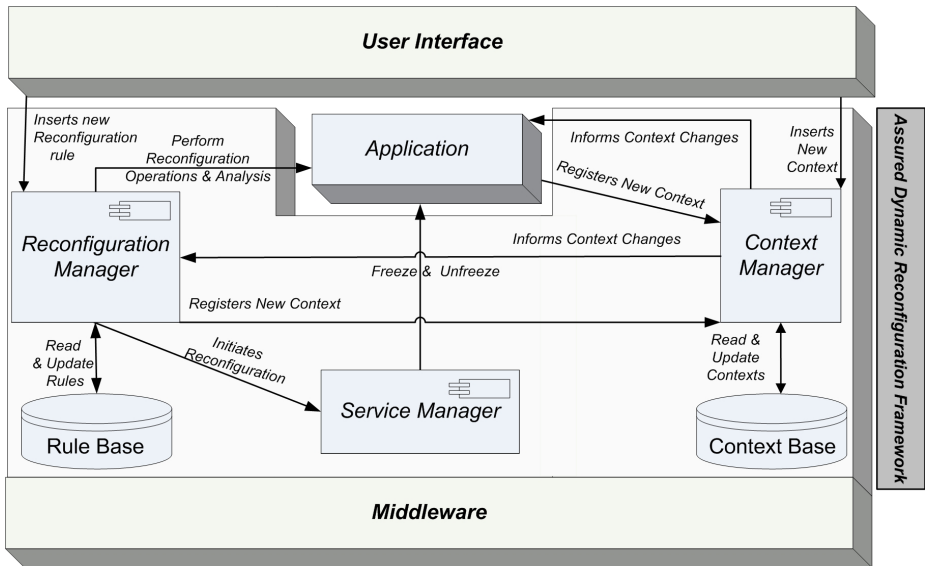 User Interface
Inserts new
Reconfiguration
rule
Perform
Reconfiguration
Operations & Analysis
Application
Informs Context Changes
Inserts
New
Context
Registers New Context
Reconfiguration
Manager
Informs Context Changes
Context
Manager
Freeze & Unfreeze
Registers New Context
Read
& Update
Rules
Initiates
Reconfiguration
Read &
Update
Contexts
Service Manager
Rule Base
Context Base
Middleware
Assured Dynamic Reconfiguration Framework